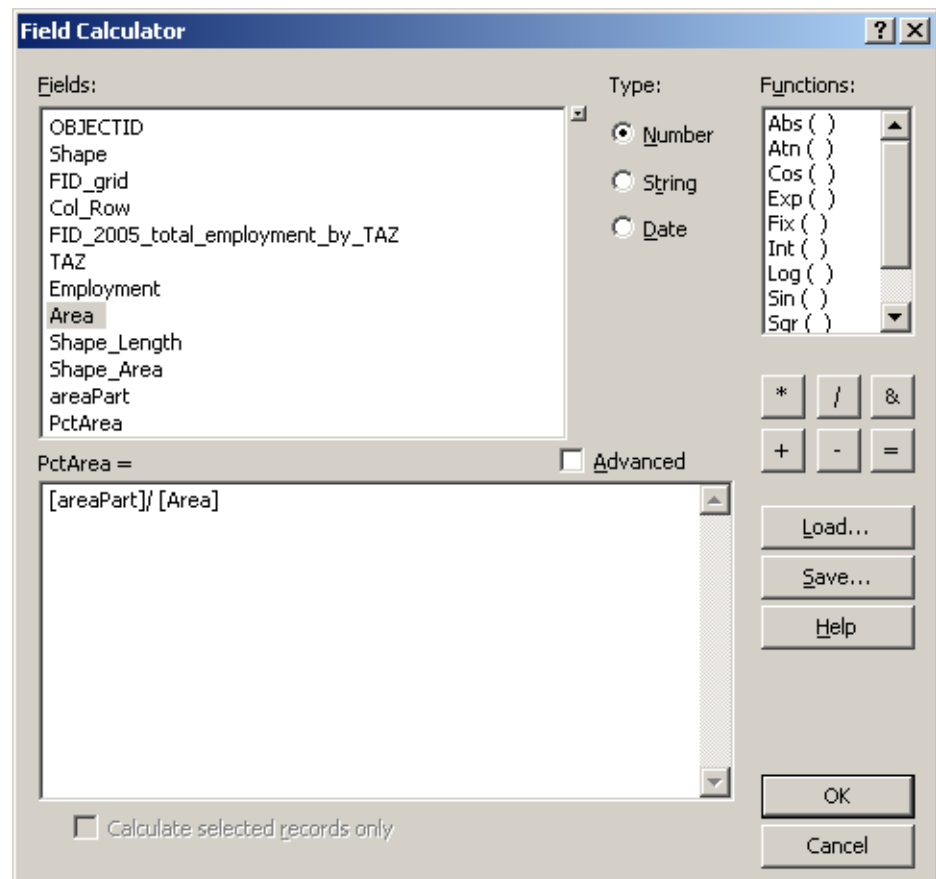 Field Calculator
Fields:
OBJECTID
Shape
FID_grid
Col_Row
FID_2005_total_employment_by_TAZ
TAZ
Employment
Area
Shape_Length
Shape_Area
areaPart
PctArea
Type:
Number
String
Date
Functions:
Abs ( )
Atn ( )
Cos ( )
Exp ( )
Fix ( )
Int ( )
Log ( )
Sin ( )
Sqr ( )
* / &
+ - =
PctArea =
Advanced
[areaPart]/ [Area]
Load...
Save...
Help
Calculate selected records only
OK
Cancel